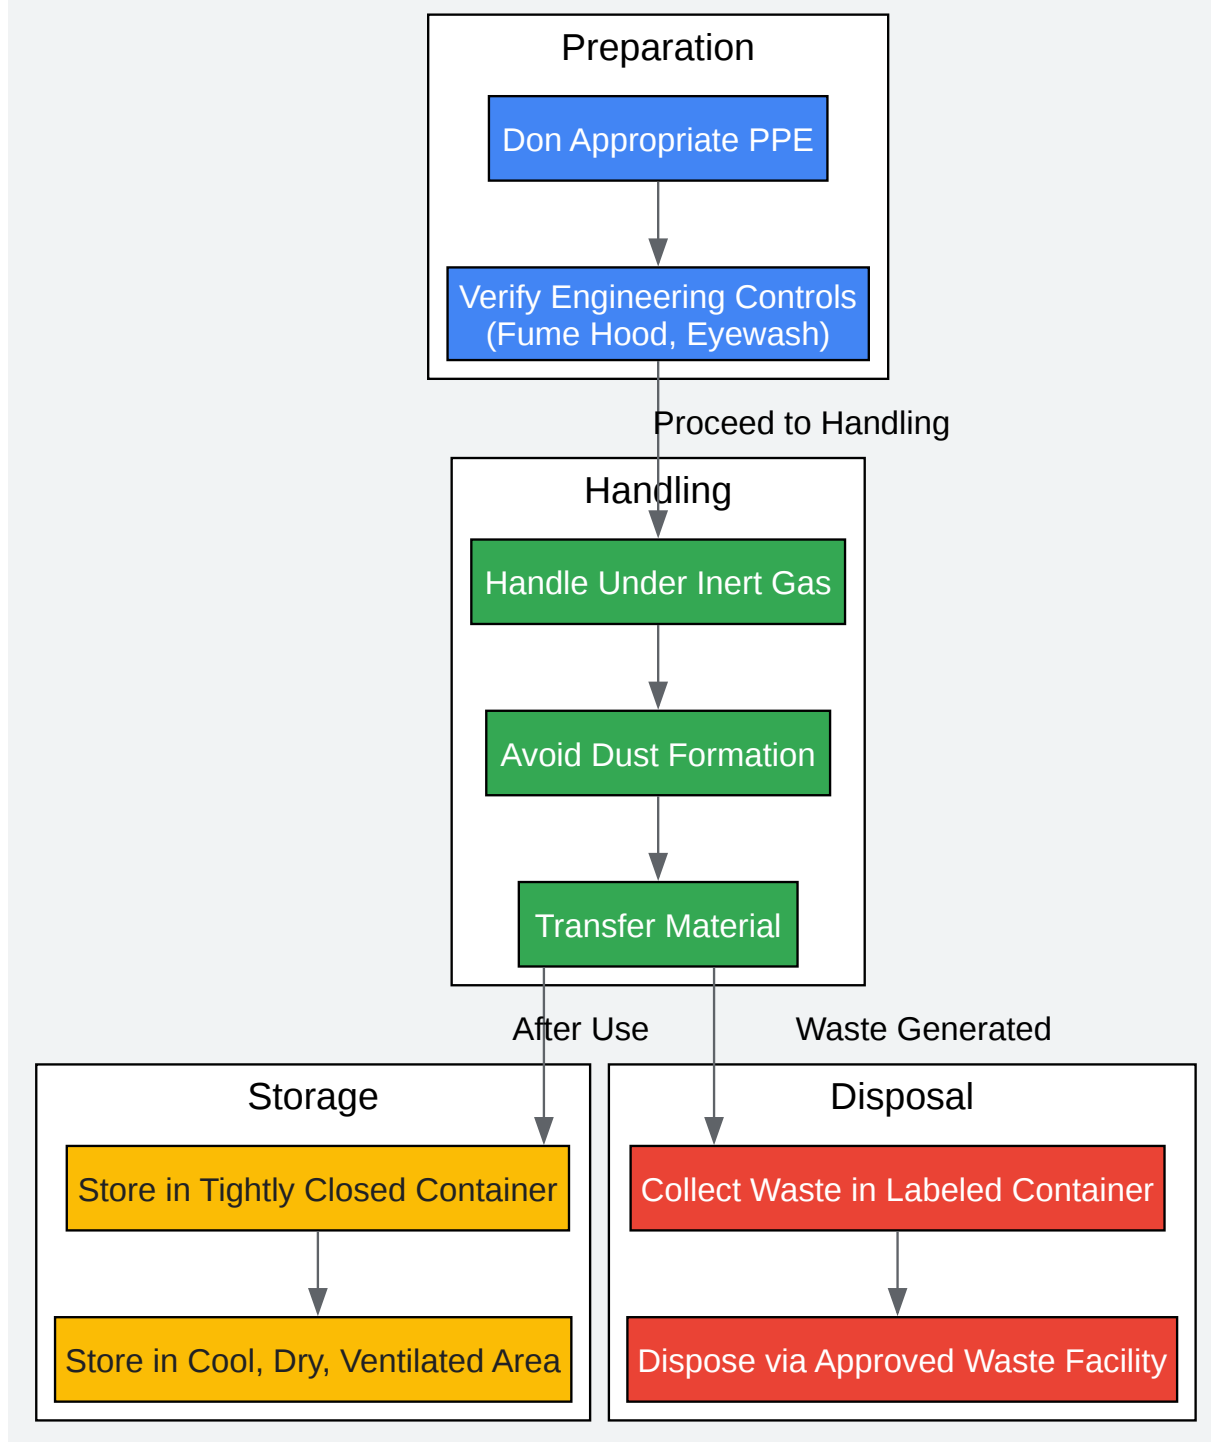 Preparation
Don Appropriate PPE
Verify Engineering Controls
(Fume Hood, Eyewash)
Proceed to Handling
Handling
Handle Under Inert Gas
Avoid Dust Formation
Transfer Material
After Use
Waste Generated
Storage
Store in Tightly Closed Container
Store in Cool, Dry, Ventilated Area
Disposal
Collect Waste in Labeled Container
Dispose via Approved Waste Facility